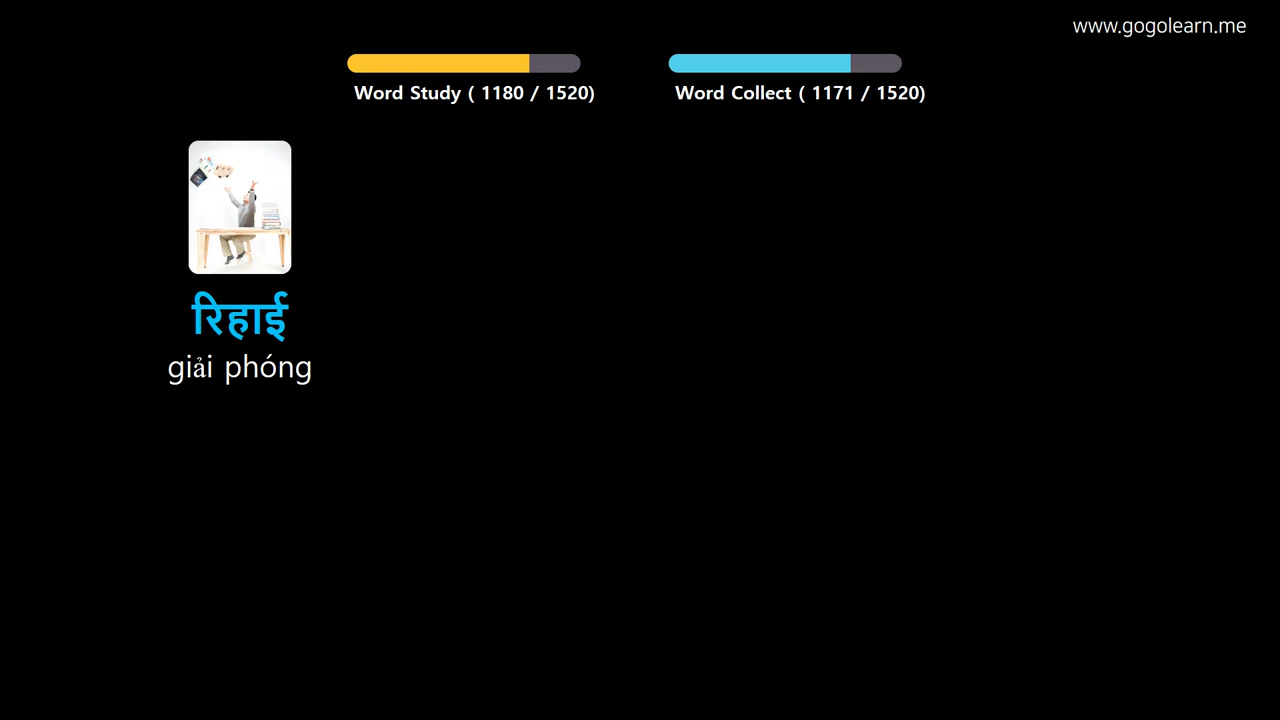 www.gogolearn.me
Word Study ( 1180 / 1520)
Word Collect ( 1171 / 1520)
रिहाई
giải phóng